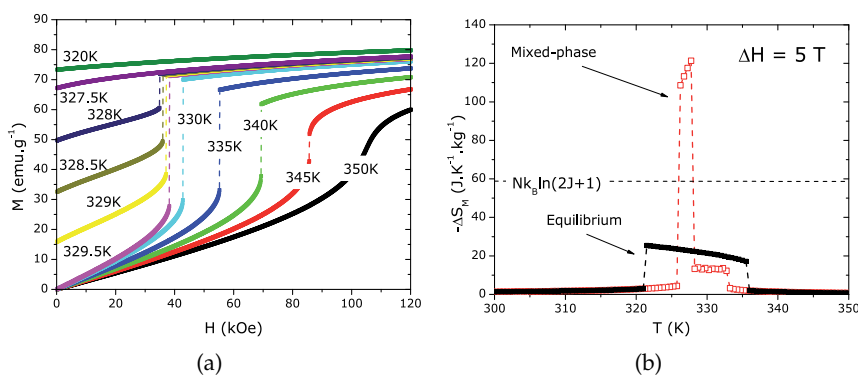 90
80
70
60
50
40
30
20
10
0
M (emu.g⁻¹)
320K
327.5K
328K
328.5K
329K
329.5K
330K
335K
340K
345K
350K
0 20 40 60 80 100 120
H (kOe)
(a)
140
120
100
80
60
40
20
0
-ΔS_M (J.K⁻¹.kg⁻¹)
Mixed-phase
ΔH = 5 T
Nk_Bln(2J+1)
Equilibrium
300 310 320 330 340 350
T (K)
(b)